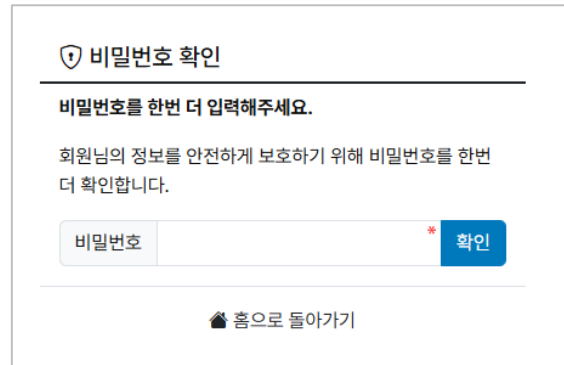 비밀번호 확인
비밀번호를 한번 더 입력해주세요.
회원님의 정보를 안전하게 보호하기 위해 비밀번호를 한번
더 확인합니다.
비밀번호 * 확인
홈으로 돌아가기